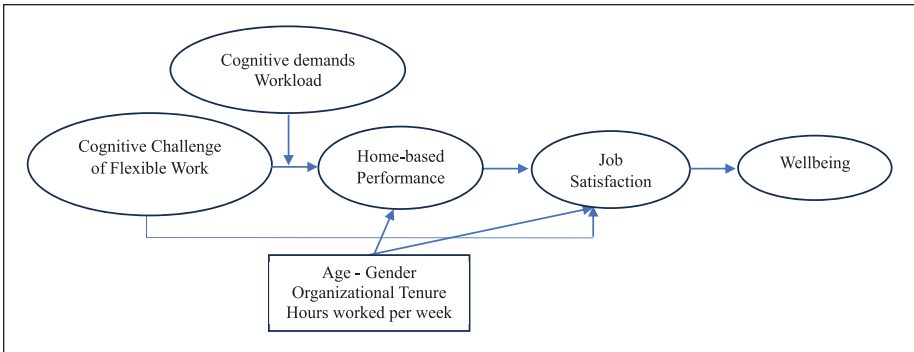 Cognitive demands
Workload
Cognitive Challenge
of Flexible Work
Home-based
Performance
Job
Satisfaction
Wellbeing
Age - Gender
Organizational Tenure
Hours worked per week